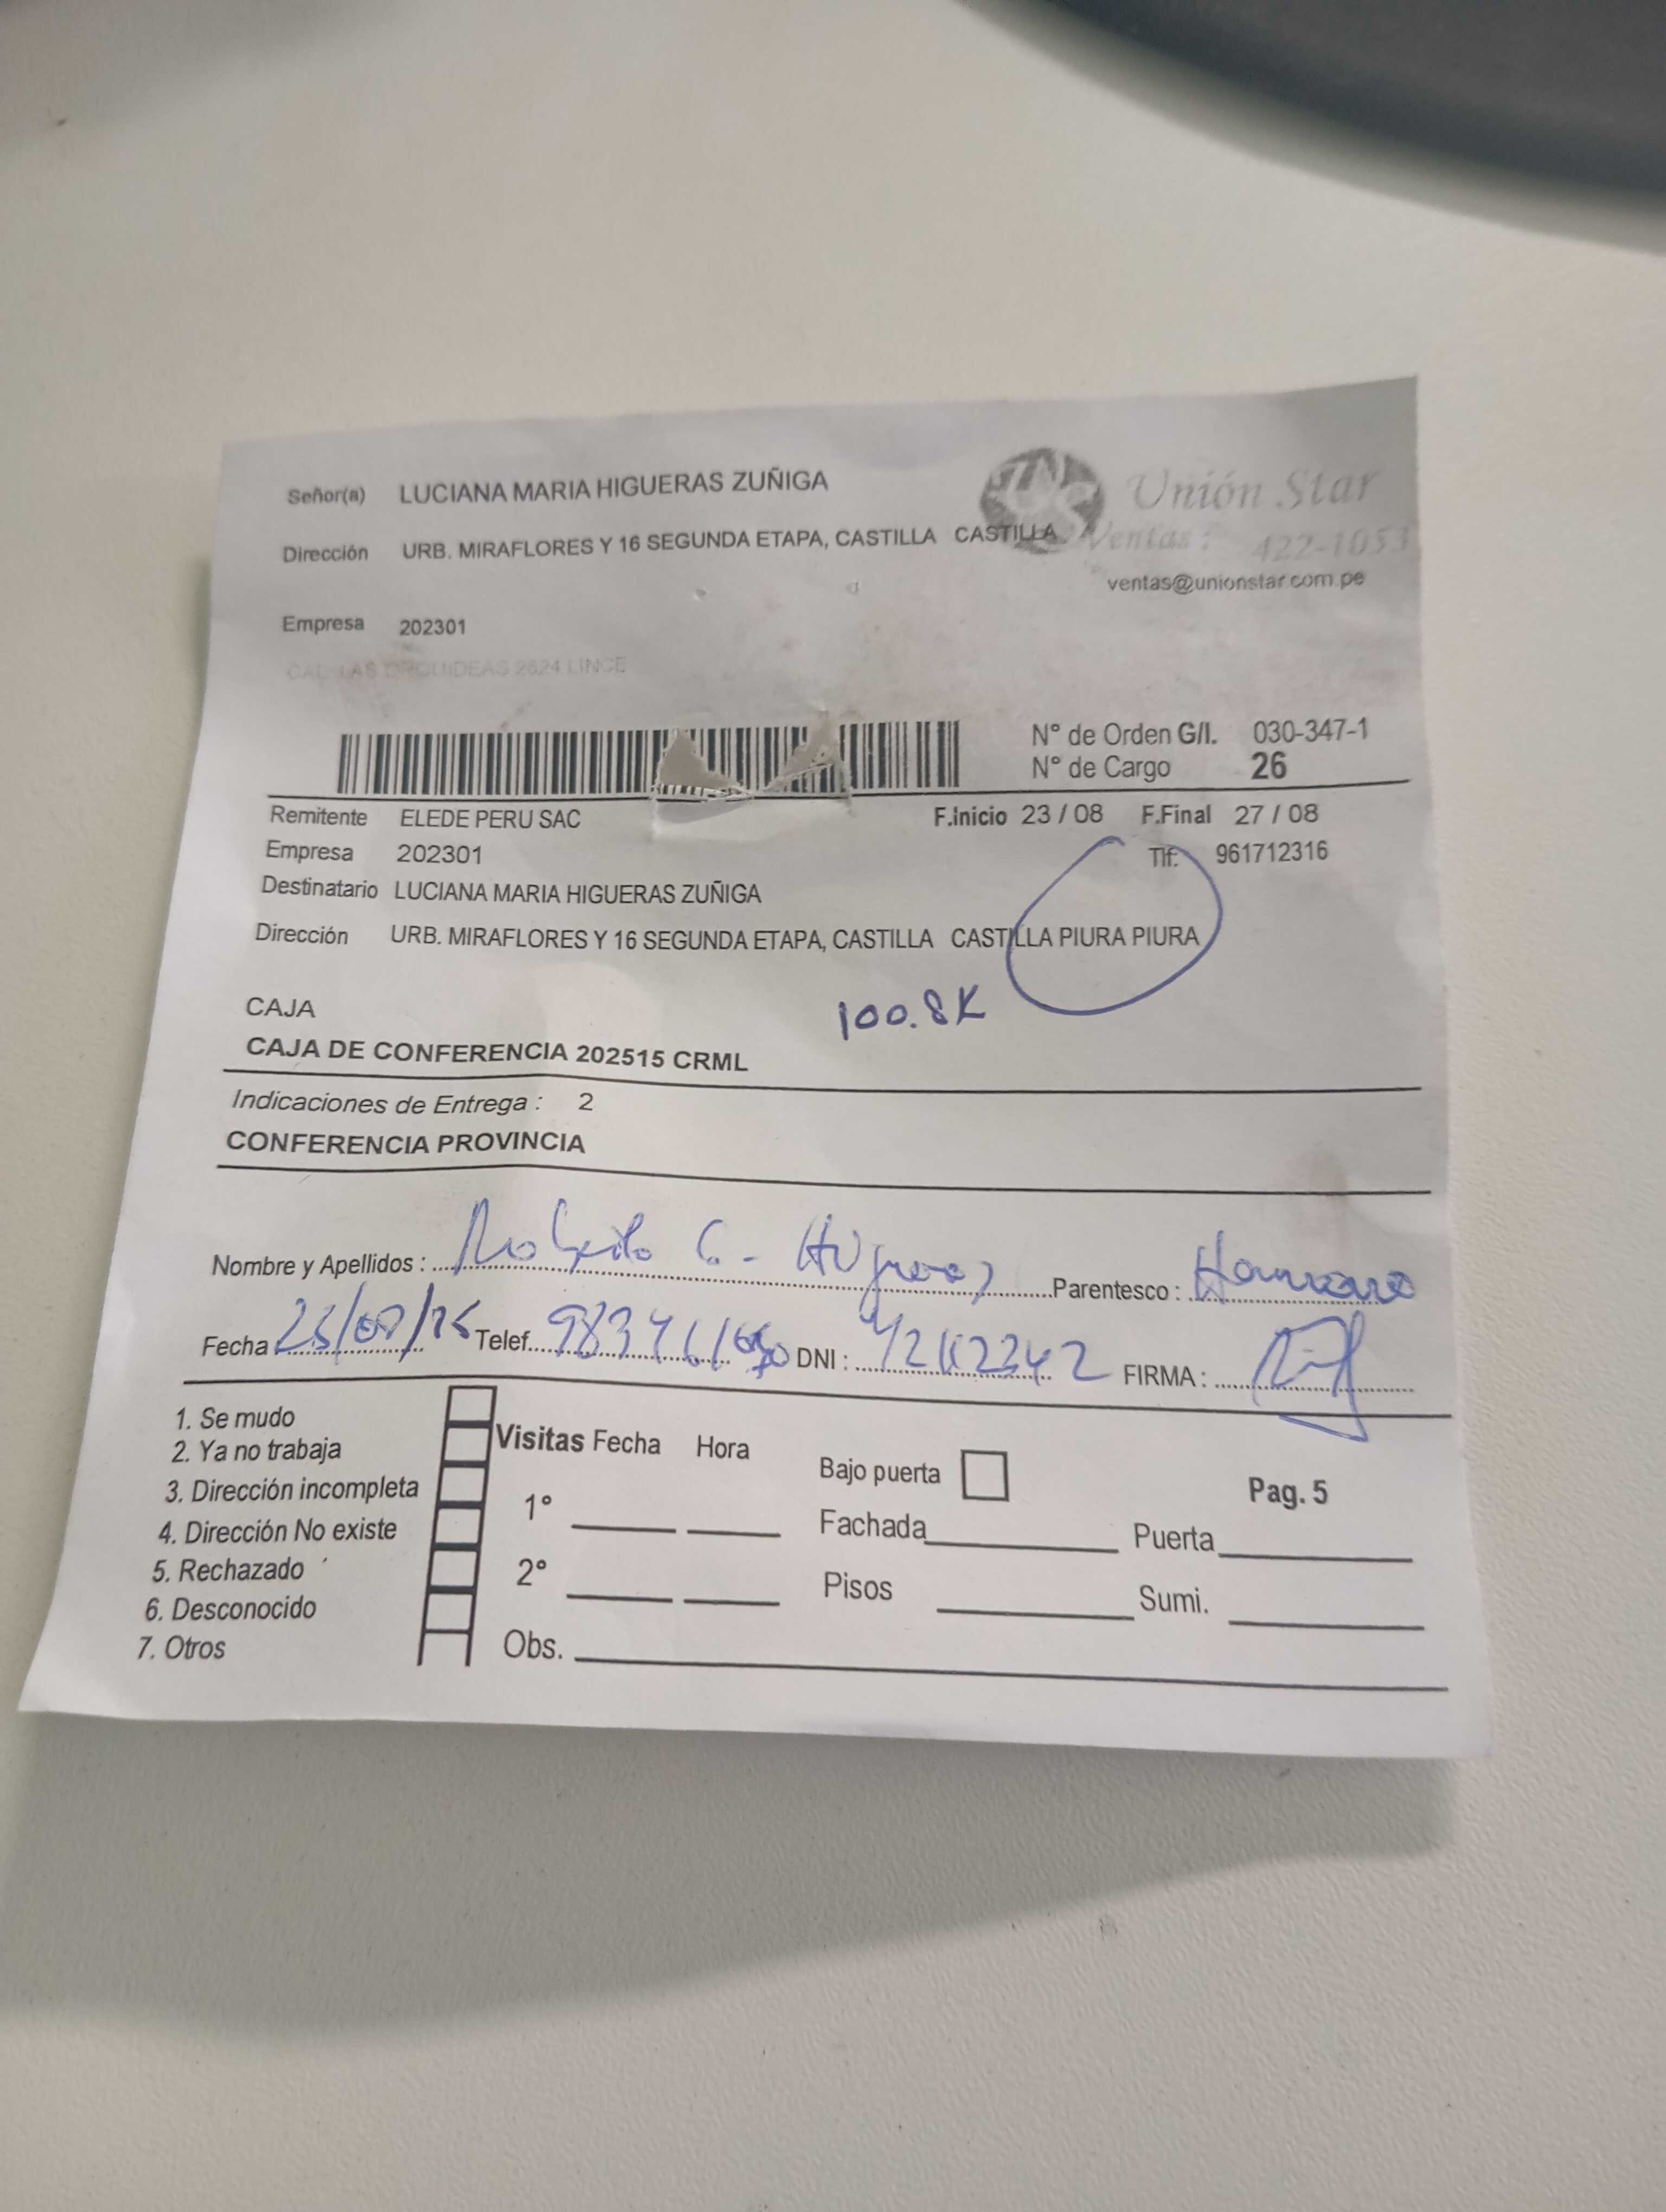 Señor(a) LUCIANA MARIA HIGUERAS ZUÑIGA
Unión Star
Dirección URB. MIRAFLORES Y 16 SEGUNDA ETAPA, CASTILLA CASTILLA
Ventas: 422-1053
ventas@unionstar.com.pe
Empresa 202301
LAS ORQUIDEAS 2624 LINCE
N° de Orden G/I. 030-347-1
N° de Cargo 26
Remitente ELEDE PERU SAC F.Inicio 23 / 08 F.Final 27 / 08
Empresa 202301 Tlf: 961712316
Destinatario LUCIANA MARIA HIGUERAS ZUÑIGA
Dirección URB. MIRAFLORES Y 16 SEGUNDA ETAPA, CASTILLA CASTILLA PIURA PIURA
CAJA
100.8K
CAJA DE CONFERENCIA 202515 CRML
Indicaciones de Entrega : 2
CONFERENCIA PROVINCIA
Nombre y Apellidos : Parentesco :
Fecha Telef. DNI : FIRMA :
1. Se mudo
2. Ya no trabaja
3. Dirección incompleta
4. Dirección No existe
5. Rechazado
6. Desconocido
7. Otros
Visitas Fecha Hora
1°
2°
Obs.
Bajo puerta
Fachada
Pisos
Pag. 5
Puerta
Sumi.